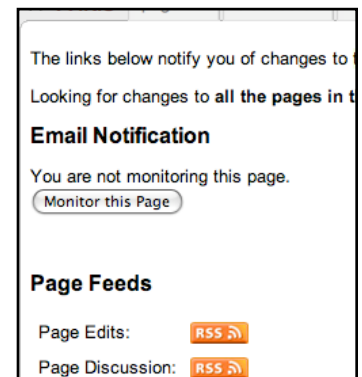 The links below notify you of changes to
Looking for changes to all the pages in
Email Notification
You are not monitoring this page.
Monitor this Page
Page Feeds
Page Edits: RSS
Page Discussion: RSS